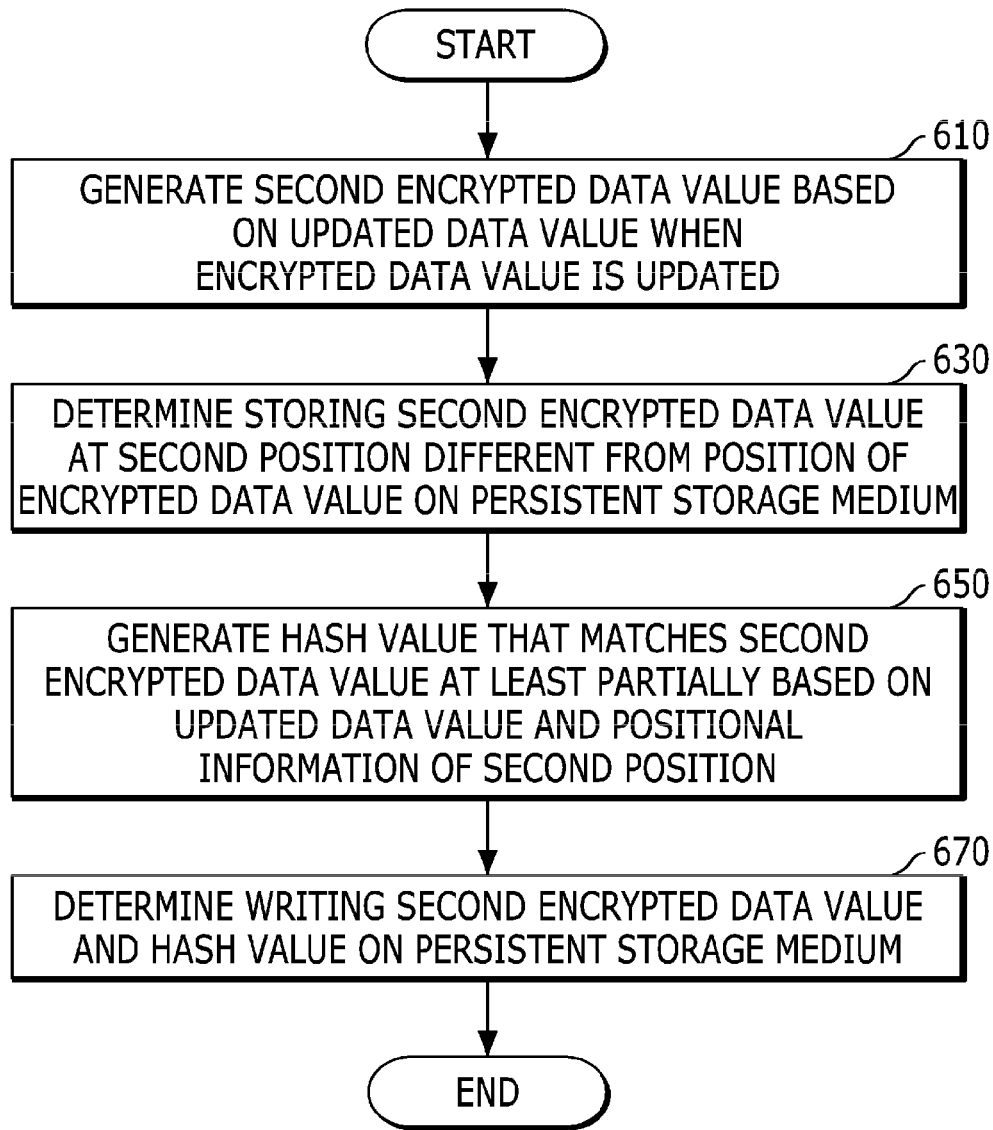 START
610
GENERATE SECOND ENCRYPTED DATA VALUE BASED
ON UPDATED DATA VALUE WHEN
ENCRYPTED DATA VALUE IS UPDATED
630
DETERMINE STORING SECOND ENCRYPTED DATA VALUE
AT SECOND POSITION DIFFERENT FROM POSITION OF
ENCRYPTED DATA VALUE ON PERSISTENT STORAGE MEDIUM
650
GENERATE HASH VALUE THAT MATCHES SECOND
ENCRYPTED DATA VALUE AT LEAST PARTIALLY BASED ON
UPDATED DATA VALUE AND POSITIONAL
INFORMATION OF SECOND POSITION
670
DETERMINE WRITING SECOND ENCRYPTED DATA VALUE
AND HASH VALUE ON PERSISTENT STORAGE MEDIUM
END